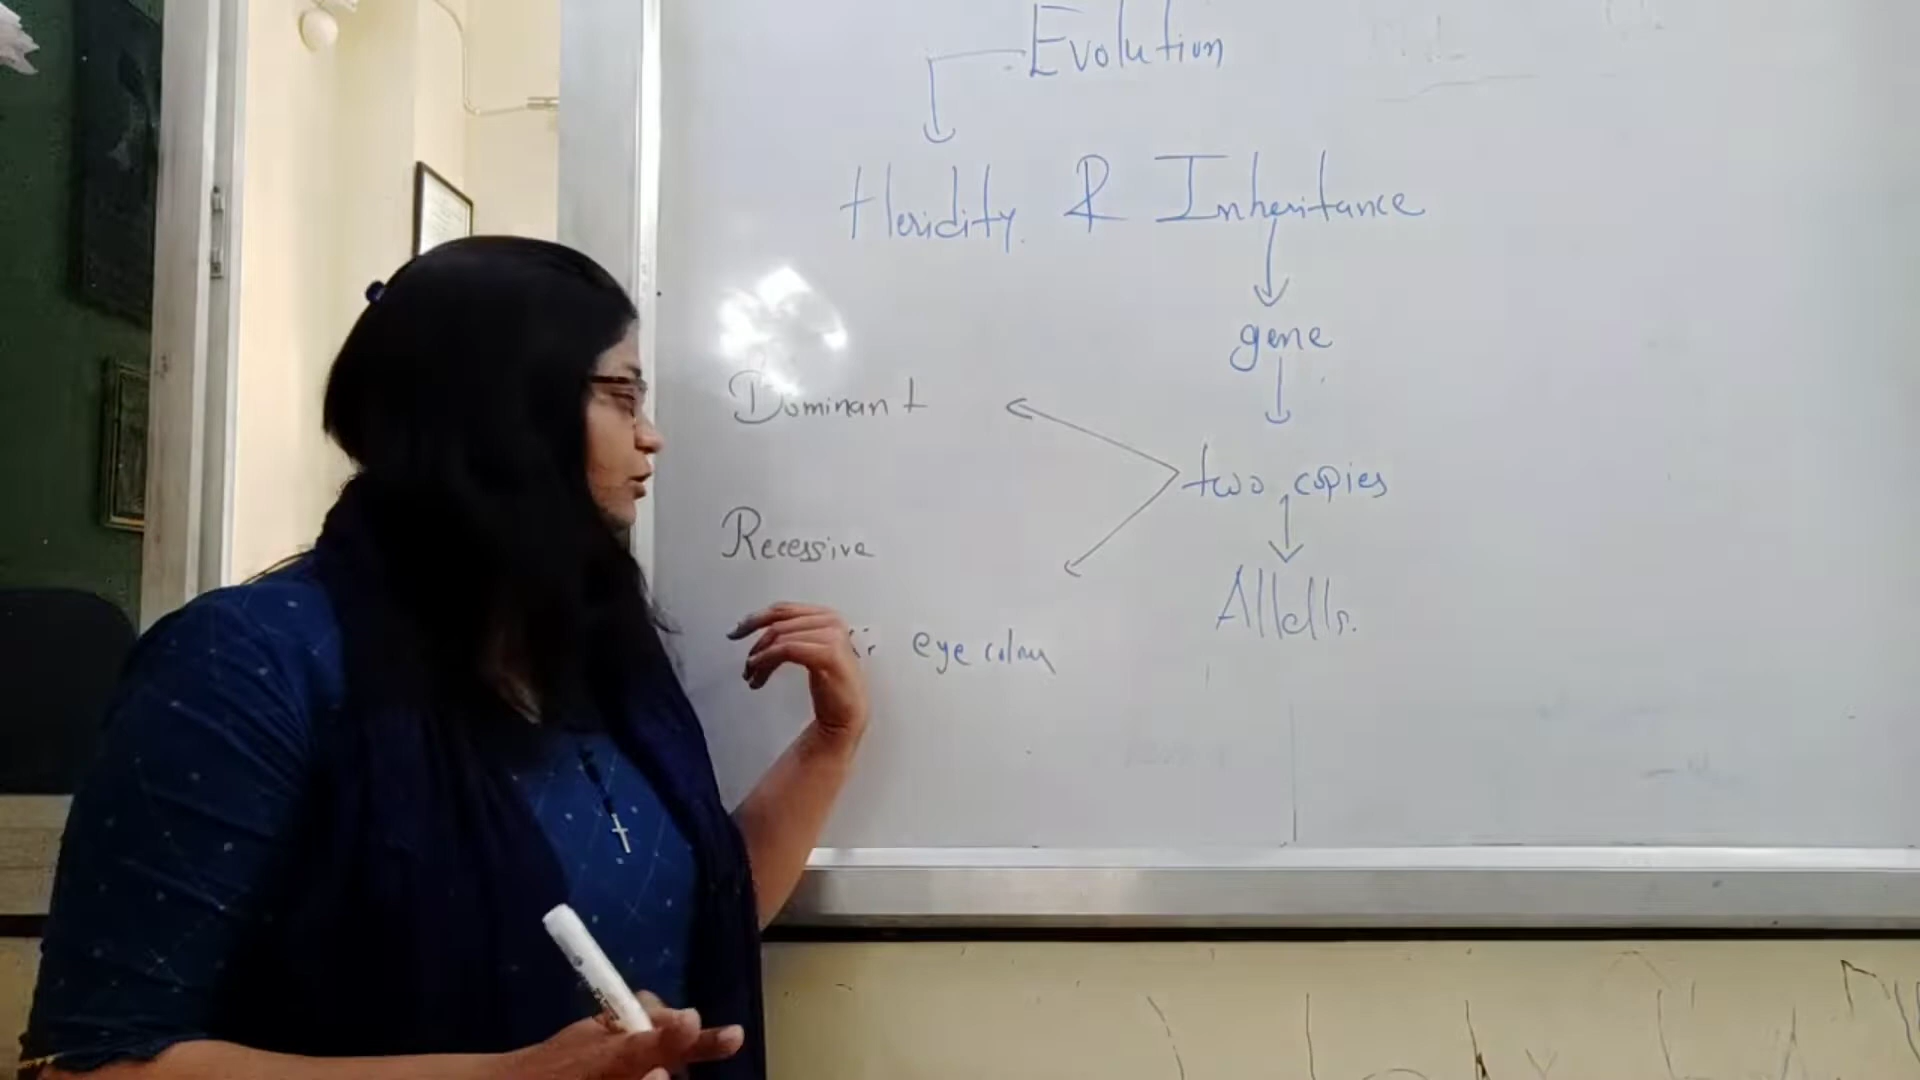 Evolution
Heridity & Inheritance
gene
Dominant
two copies
Recessive
Allells.
eye colour